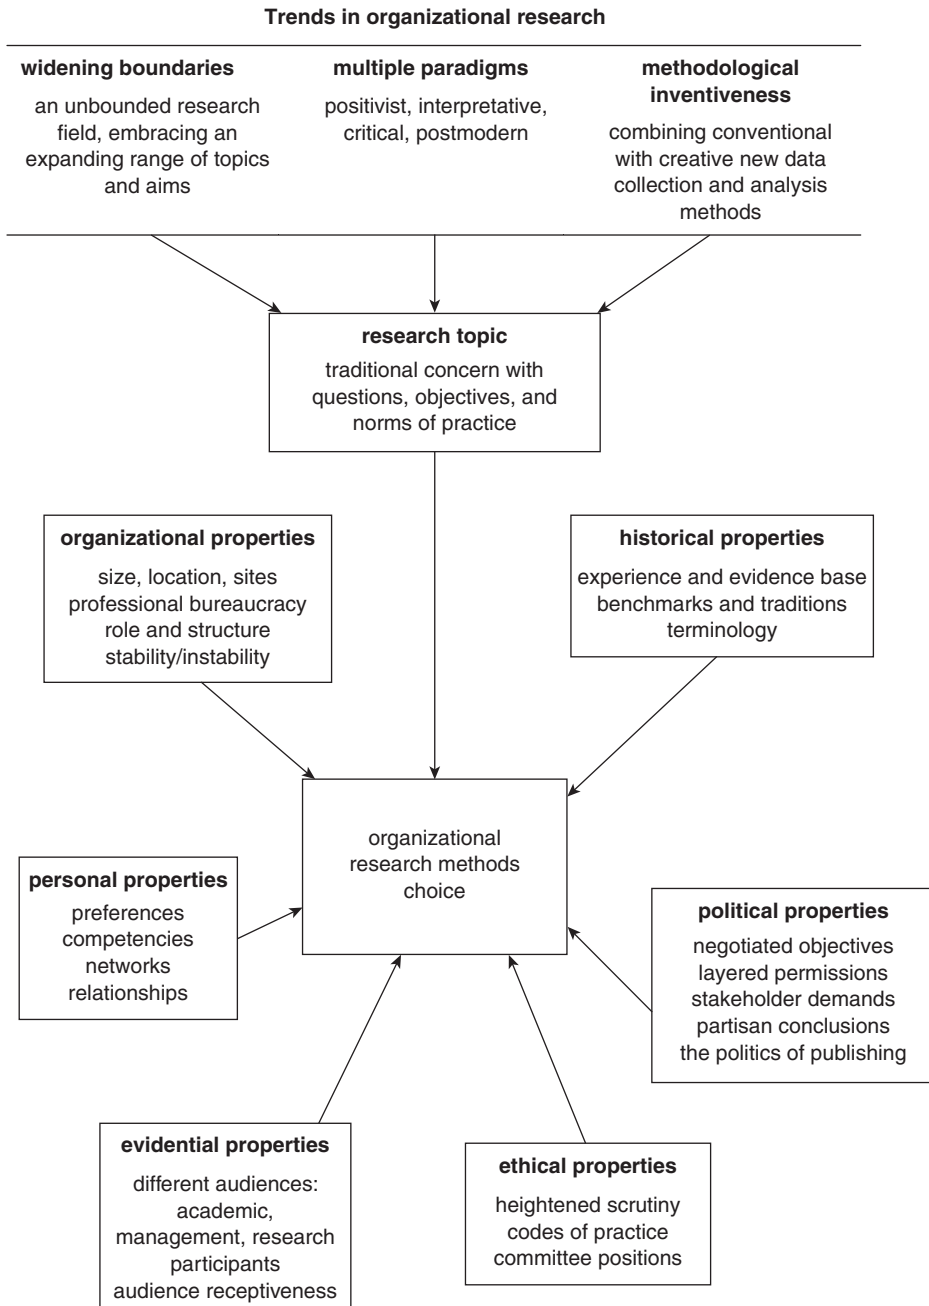 Trends in organizational research
widening boundaries
an unbounded research
field, embracing an
expanding range of topics
and aims
multiple paradigms
positivist, interpretative,
critical, postmodern
methodological
inventiveness
combining conventional
with creative new data
collection and analysis
methods
research topic
traditional concern with
questions, objectives, and
norms of practice
organizational properties
size, location, sites
professional bureaucracy
role and structure
stability/instability
historical properties
experience and evidence base
benchmarks and traditions
terminology
organizational
research methods
choice
personal properties
preferences
competencies
networks
relationships
political properties
negotiated objectives
layered permissions
stakeholder demands
partisan conclusions
the politics of publishing
evidential properties
different audiences:
academic,
management, research
participants
audience receptiveness
ethical properties
heightened scrutiny
codes of practice
committee positions